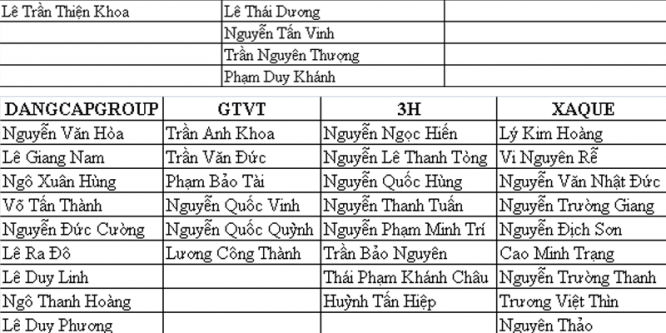 Lê Trần Thiện Khoa Lê Thái Dương
Nguyễn Tấn Vinh
Trần Nguyên Thượng
Phạm Duy Khánh
DANGCAPGROUP GTVT 3H XAQUE
Nguyễn Văn Hòa Trần Anh Khoa Nguyễn Ngọc Hiến Lý Kim Hoàng
Lê Giang Nam Trần Văn Đức Nguyễn Lê Thanh Tòng Vi Nguyên Rễ
Ngô Xuân Hùng Phạm Bảo Tài Nguyễn Quốc Hùng Nguyễn Văn Nhật Đức
Võ Tấn Thành Nguyễn Quốc Vinh Nguyễn Thanh Tuấn Nguyễn Trường Giang
Nguyễn Đức Cường Nguyễn Quốc Quỳnh Nguyễn Phạm Minh Trí Nguyễn Địch Sơn
Lê Ra Đô Lương Công Thành Trần Bảo Nguyên Cao Minh Trạng
Lê Duy Linh Thái Phạm Khánh Châu Nguyễn Trường Thanh
Ngô Thanh Hoàng Huỳnh Tấn Hiệp Trương Việt Thìn
Lê Duy Phương Nguyên Thảo